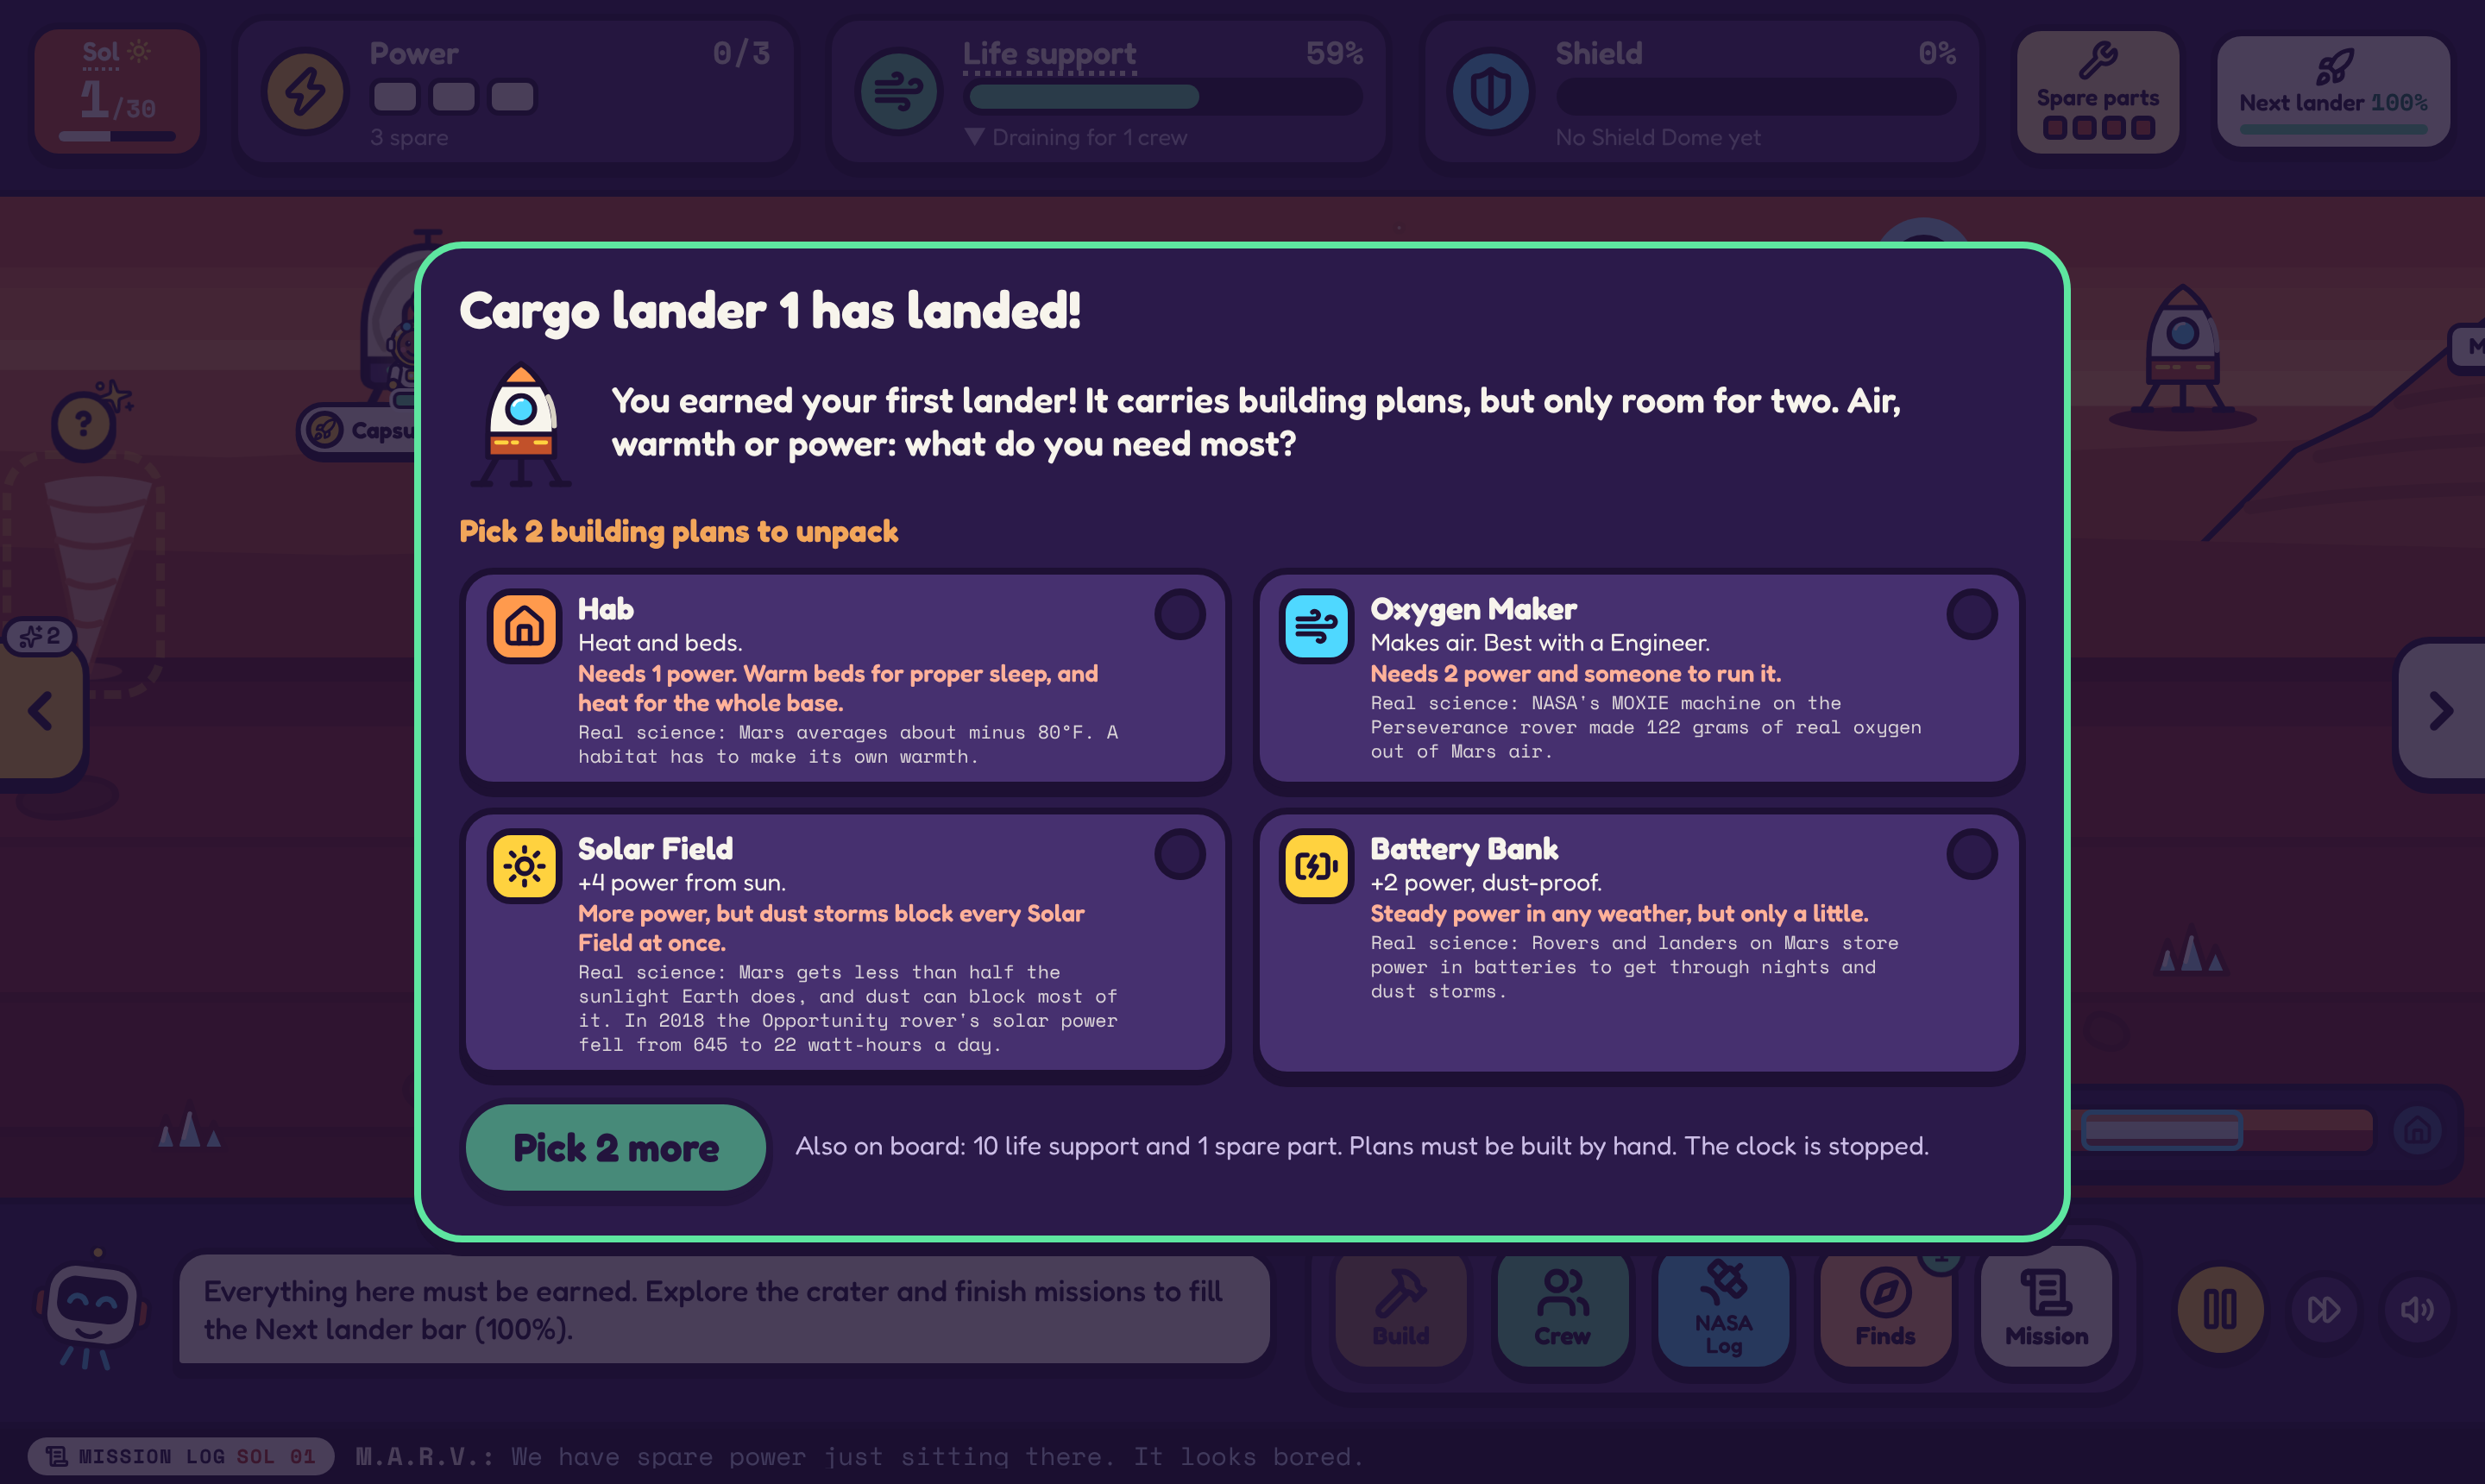 Sol
1/30
Power
0/3
3 spare
Life support
59%
Draining for 1 crew
Shield
0%
No Shield Dome yet
Spare parts
Next lander 100%
?
Capsu
2
M
Cargo lander 1 has landed!
You earned your first lander! It carries building plans, but only room for two. Air,
warmth or power: what do you need most?
Pick 2 building plans to unpack
Hab
Heat and beds.
Needs 1 power. Warm beds for proper sleep, and
heat for the whole base.
Real science: Mars averages about minus 80°F. A
habitat has to make its own warmth.
Oxygen Maker
Makes air. Best with a Engineer.
Needs 2 power and someone to run it.
Real science: NASA's MOXIE machine on the
Perseverance rover made 122 grams of real oxygen
out of Mars air.
Solar Field
+4 power from sun.
More power, but dust storms block every Solar
Field at once.
Real science: Mars gets less than half the
sunlight Earth does, and dust can block most of
it. In 2018 the Opportunity rover's solar power
fell from 645 to 22 watt-hours a day.
Battery Bank
+2 power, dust-proof.
Steady power in any weather, but only a little.
Real science: Rovers and landers on Mars store
power in batteries to get through nights and
dust storms.
Pick 2 more
Also on board: 10 life support and 1 spare part. Plans must be built by hand. The clock is stopped.
Everything here must be earned. Explore the crater and finish missions to fill
the Next lander bar (100%).
Build
Crew
NASA
Log
Finds
Mission
MISSION LOG SOL 01
M.A.R.V.: We have spare power just sitting there. It looks bored.